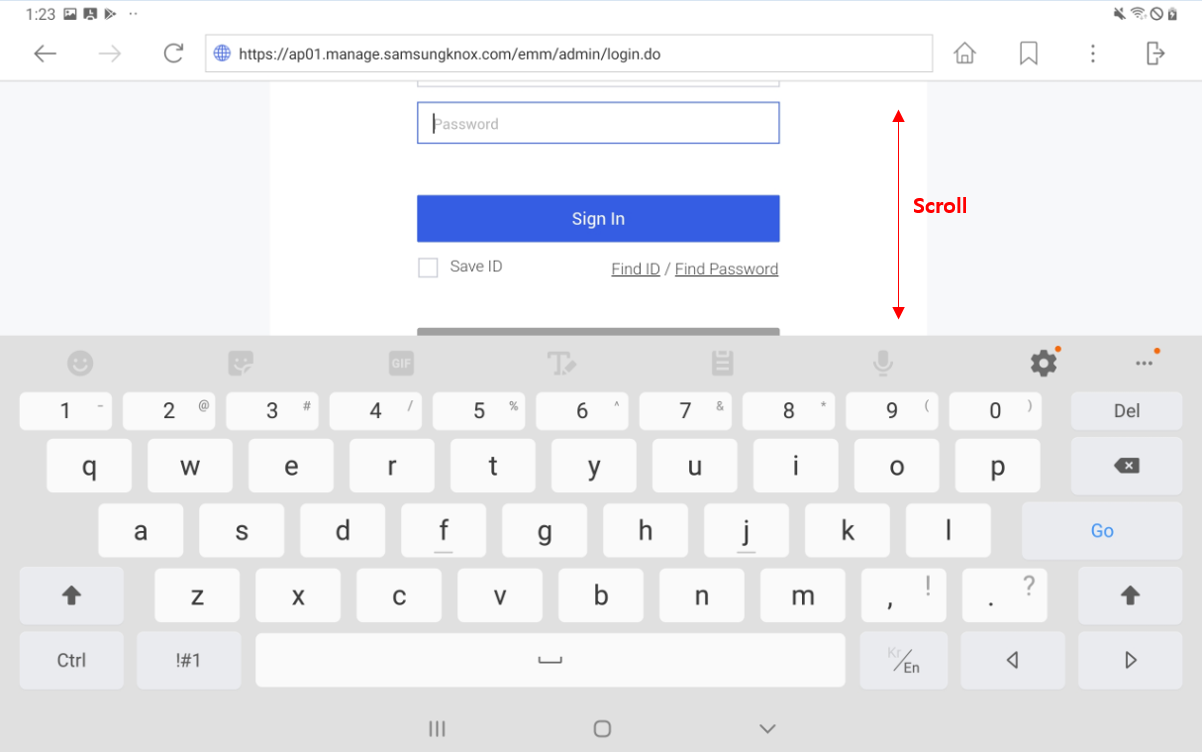 1:23
https://ap01.manage.samsungknox.com/emm/admin/login.do
Password
Scroll
Sign In
Save ID
Find ID / Find Password
GIF
1 - 2 @ 3 # 4 / 5 % 6 ^ 7 & 8 * 9 ( 0 ) Del
q w e r t y u i o p
a s d f g h j k l Go
z x c v b n m , ! . ?
Ctrl !#1 Kr/En